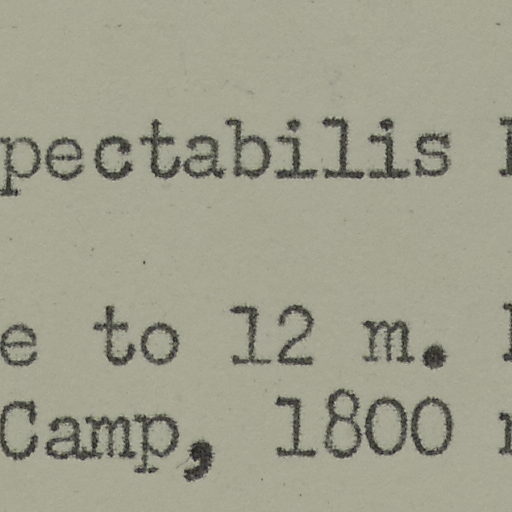 pectabilis
e to 12 m.
Camp, 1800